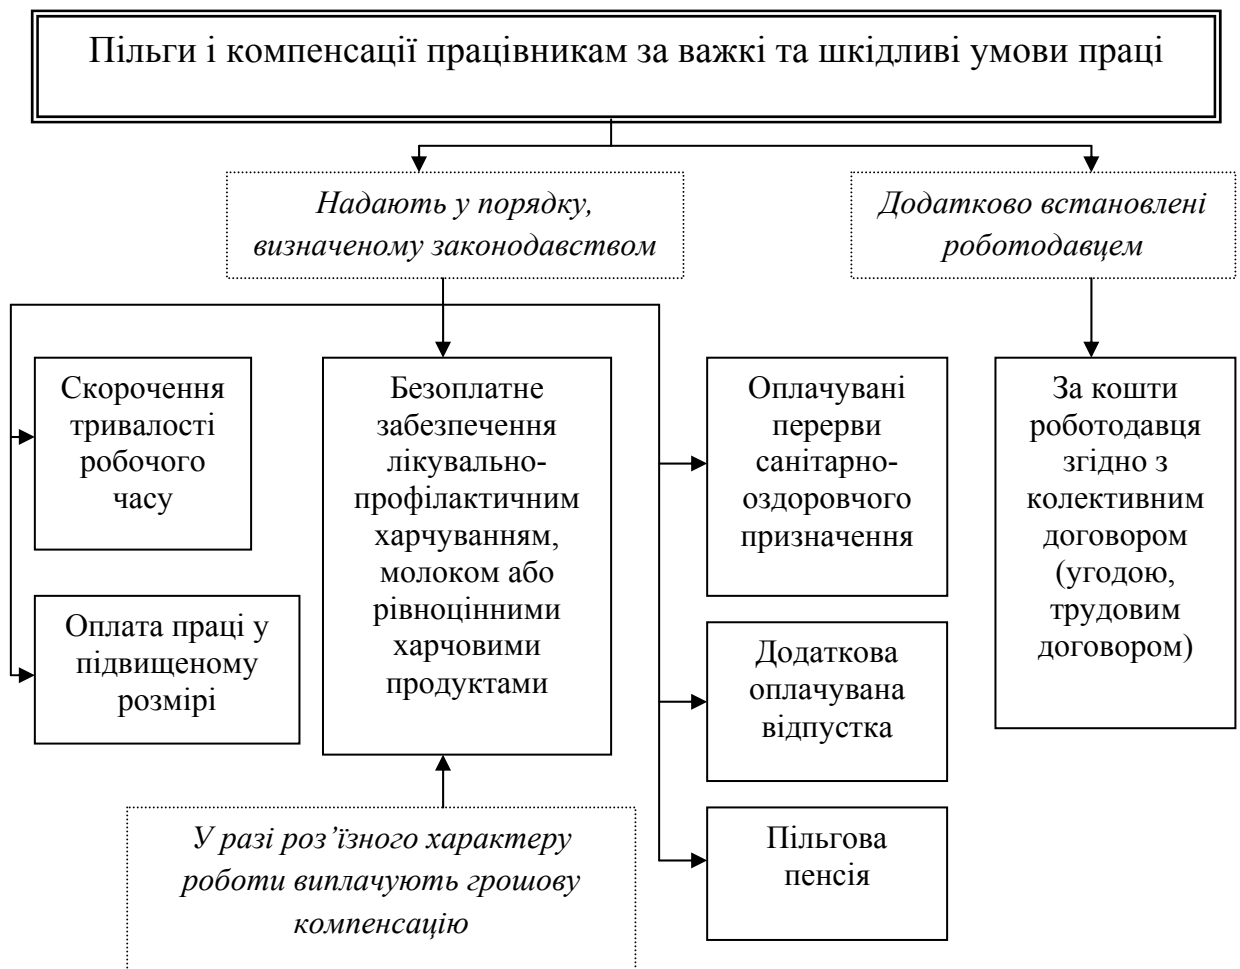 Пільги і компенсації працівникам за важкі та шкідливі умови праці
Надають у порядку,
визначеному законодавством
Додатково встановлені
роботодавцем
Скорочення
тривалості
робочого
часу
Оплата праці у
підвищеному
розмірі
Безоплатне
забезпечення
лікувально-
профілактичним
харчуванням,
молоком або
рівноцінними
харчовими
продуктами
У разі роз’їзного характеру
роботи виплачують грошову
компенсацію
Оплачувані
перерви
санітарно-
оздоровчого
призначення
Додаткова
оплачувана
відпустка
Пільгова
пенсія
За кошти
роботодавця
згідно з
колективним
договором
(угодою,
трудовим
договором)